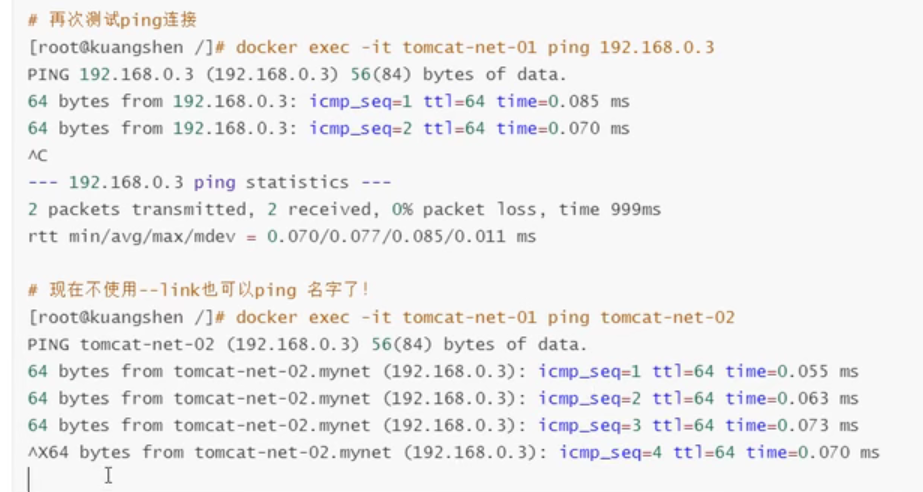 # 再次测试ping连接
[root@kuangshen /]# docker exec -it tomcat-net-01 ping 192.168.0.3
PING 192.168.0.3 (192.168.0.3) 56(84) bytes of data.
64 bytes from 192.168.0.3: icmp_seq=1 ttl=64 time=0.085 ms
64 bytes from 192.168.0.3: icmp_seq=2 ttl=64 time=0.070 ms
^C
--- 192.168.0.3 ping statistics ---
2 packets transmitted, 2 received, 0% packet loss, time 999ms
rtt min/avg/max/mdev = 0.070/0.077/0.085/0.011 ms
# 现在不使用--link也可以ping 名字了!
[root@kuangshen /]# docker exec -it tomcat-net-01 ping tomcat-net-02
PING tomcat-net-02 (192.168.0.3) 56(84) bytes of data.
64 bytes from tomcat-net-02.mynet (192.168.0.3): icmp_seq=1 ttl=64 time=0.055 ms
64 bytes from tomcat-net-02.mynet (192.168.0.3): icmp_seq=2 ttl=64 time=0.063 ms
64 bytes from tomcat-net-02.mynet (192.168.0.3): icmp_seq=3 ttl=64 time=0.073 ms
^X64 bytes from tomcat-net-02.mynet (192.168.0.3): icmp_seq=4 ttl=64 time=0.070 ms